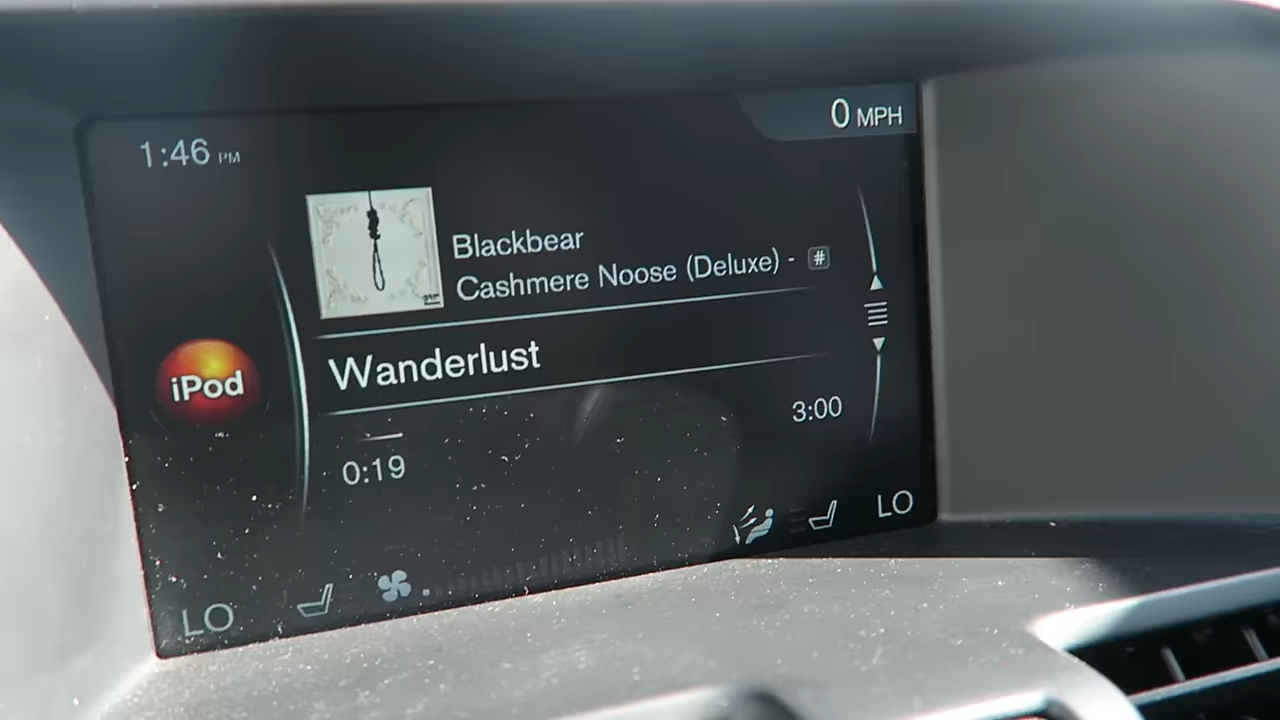 1:46 PM
0 MPH
Blackbear
Cashmere Noose (Deluxe) - #
Wanderlust
iPod
3:00
0:19
LO
LO